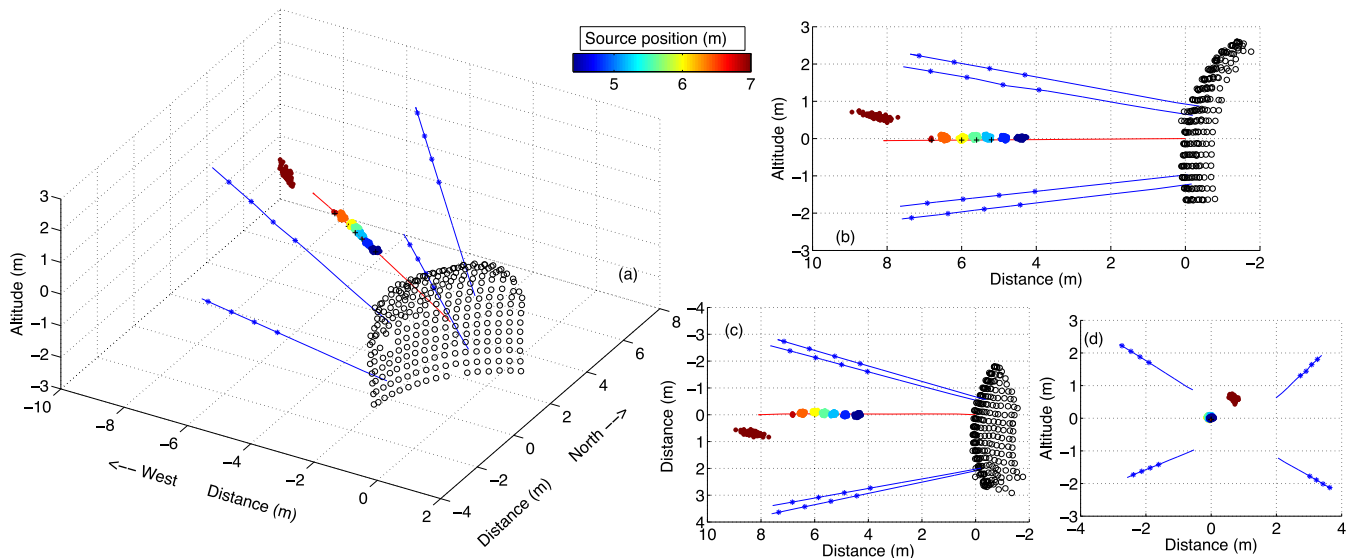 Source position (m)
5 6 7
3
2
1
0
−1
−2
−3
Altitude (m)
−10
−8
−6
−4
−2
0
2
<−−− West Distance (m)
−4
−2
0
2
4
6
8
Distance (m) North −−>
(a)
3
2
1
0
−1
−2
−3
Altitude (m)
(b)
10 8 6 4 2 0 −2
Distance (m)
−4
−3
−2
−1
0
1
2
3
4
Distance (m)
(c)
10 8 6 4 2 0 −2
Distance (m)
3
2
1
0
−1
−2
−3
Altitude (m)
(d)
−4 −2 0 2 4
Distance (m)